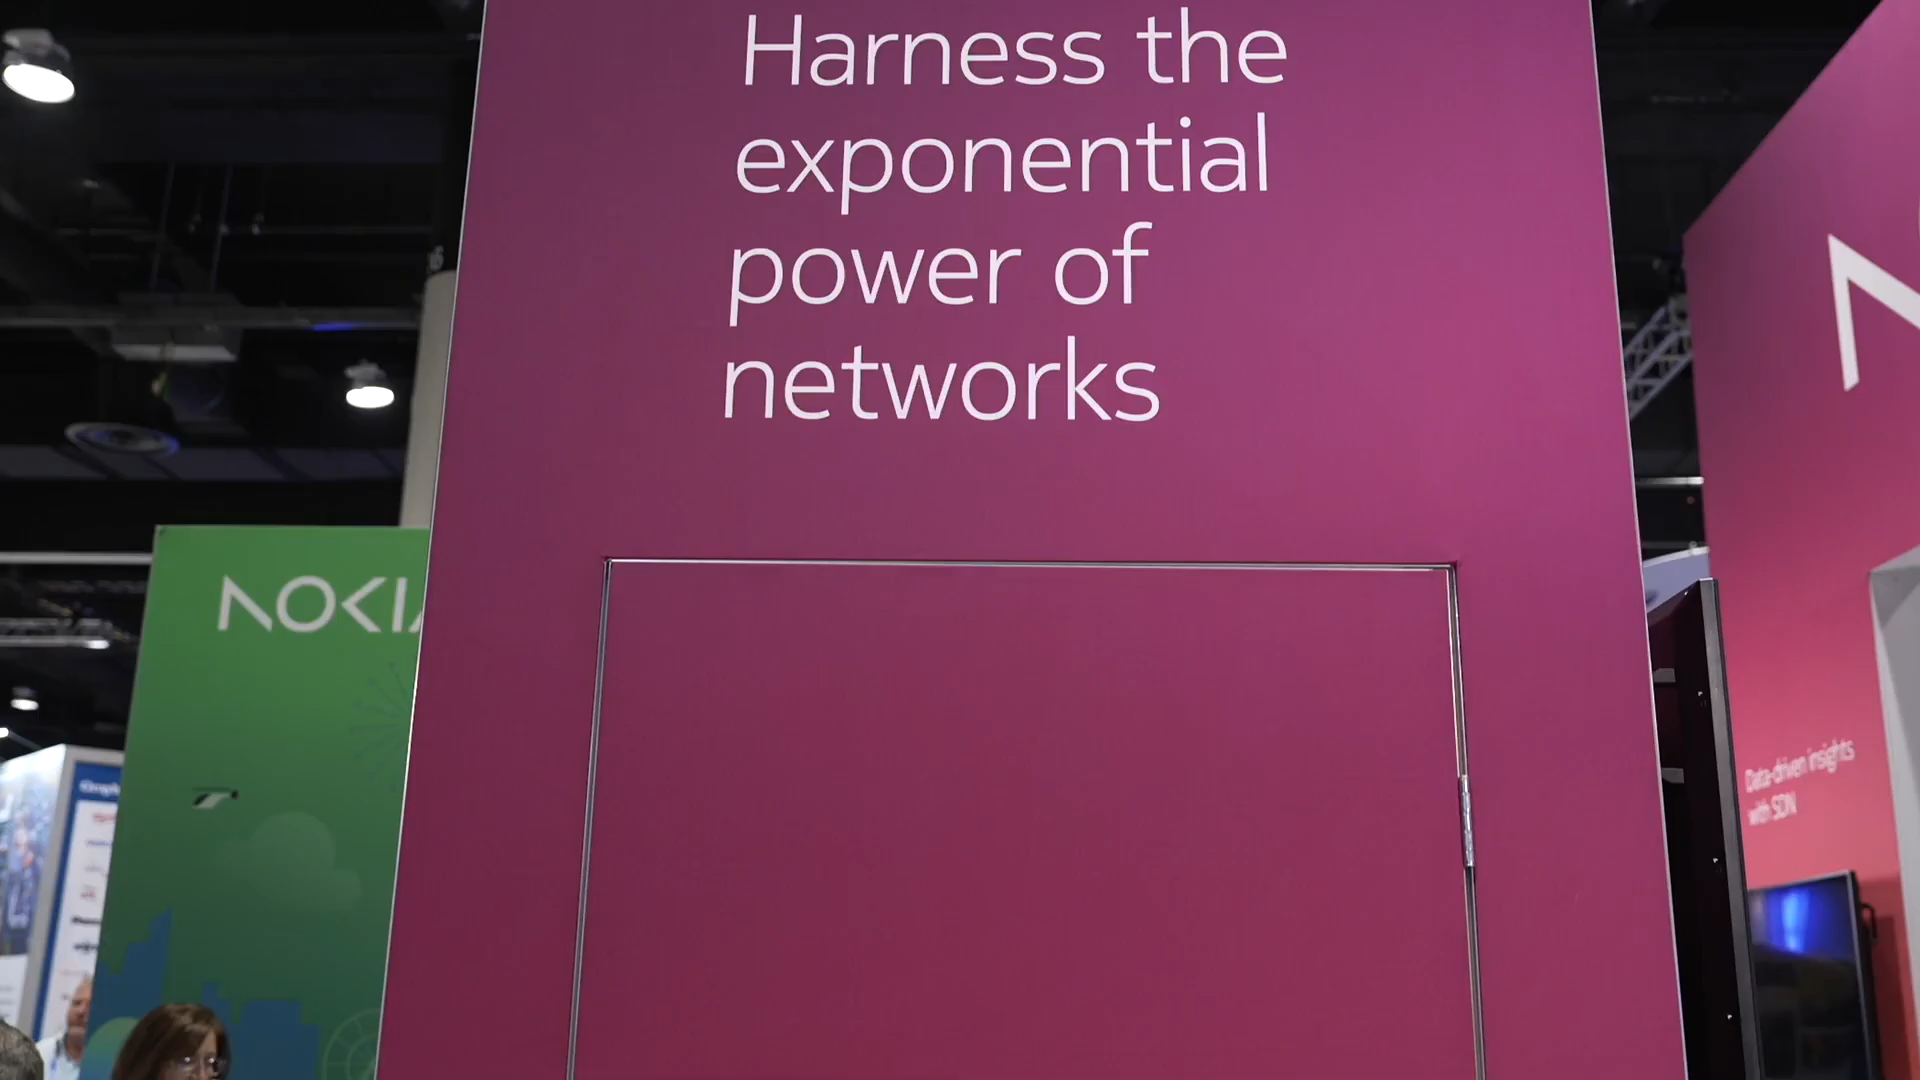 Harness the
exponential
power of
networks
NOKIA
Data-driven insights
with SDN